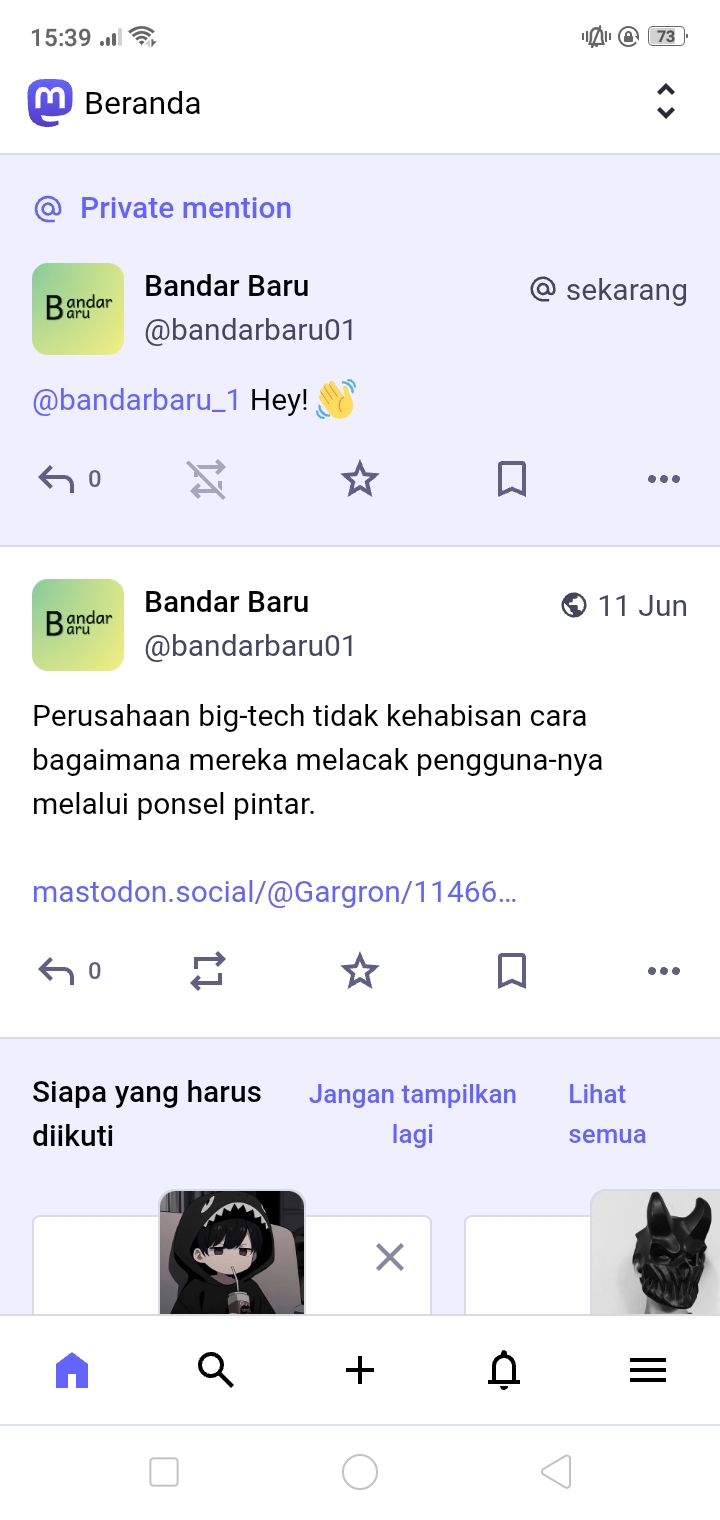 15:39
73
Beranda
Private mention
Bandar Baru
@ sekarang
@bandarbaru01
@bandarbaru_1 Hey! 👋
0
Bandar Baru
11 Jun
@bandarbaru01
Perusahaan big-tech tidak kehabisan cara
bagaimana mereka melacak pengguna-nya
melalui ponsel pintar.
mastodon.social/@Gargron/11466…
0
Siapa yang harus
diikuti
Jangan tampilkan
lagi
Lihat
semua